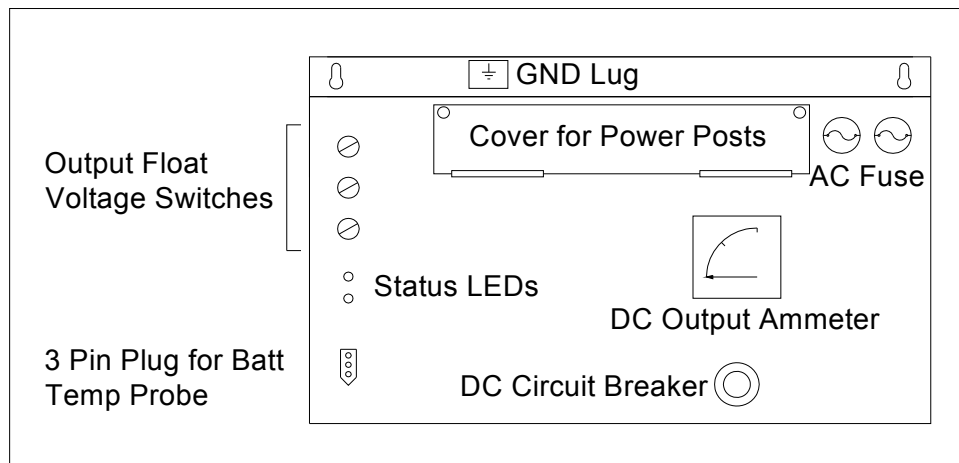 GND Lug
Cover for Power Posts
AC Fuse
Output Float
Voltage Switches
Status LEDs
DC Output Ammeter
3 Pin Plug for Batt
Temp Probe
DC Circuit Breaker